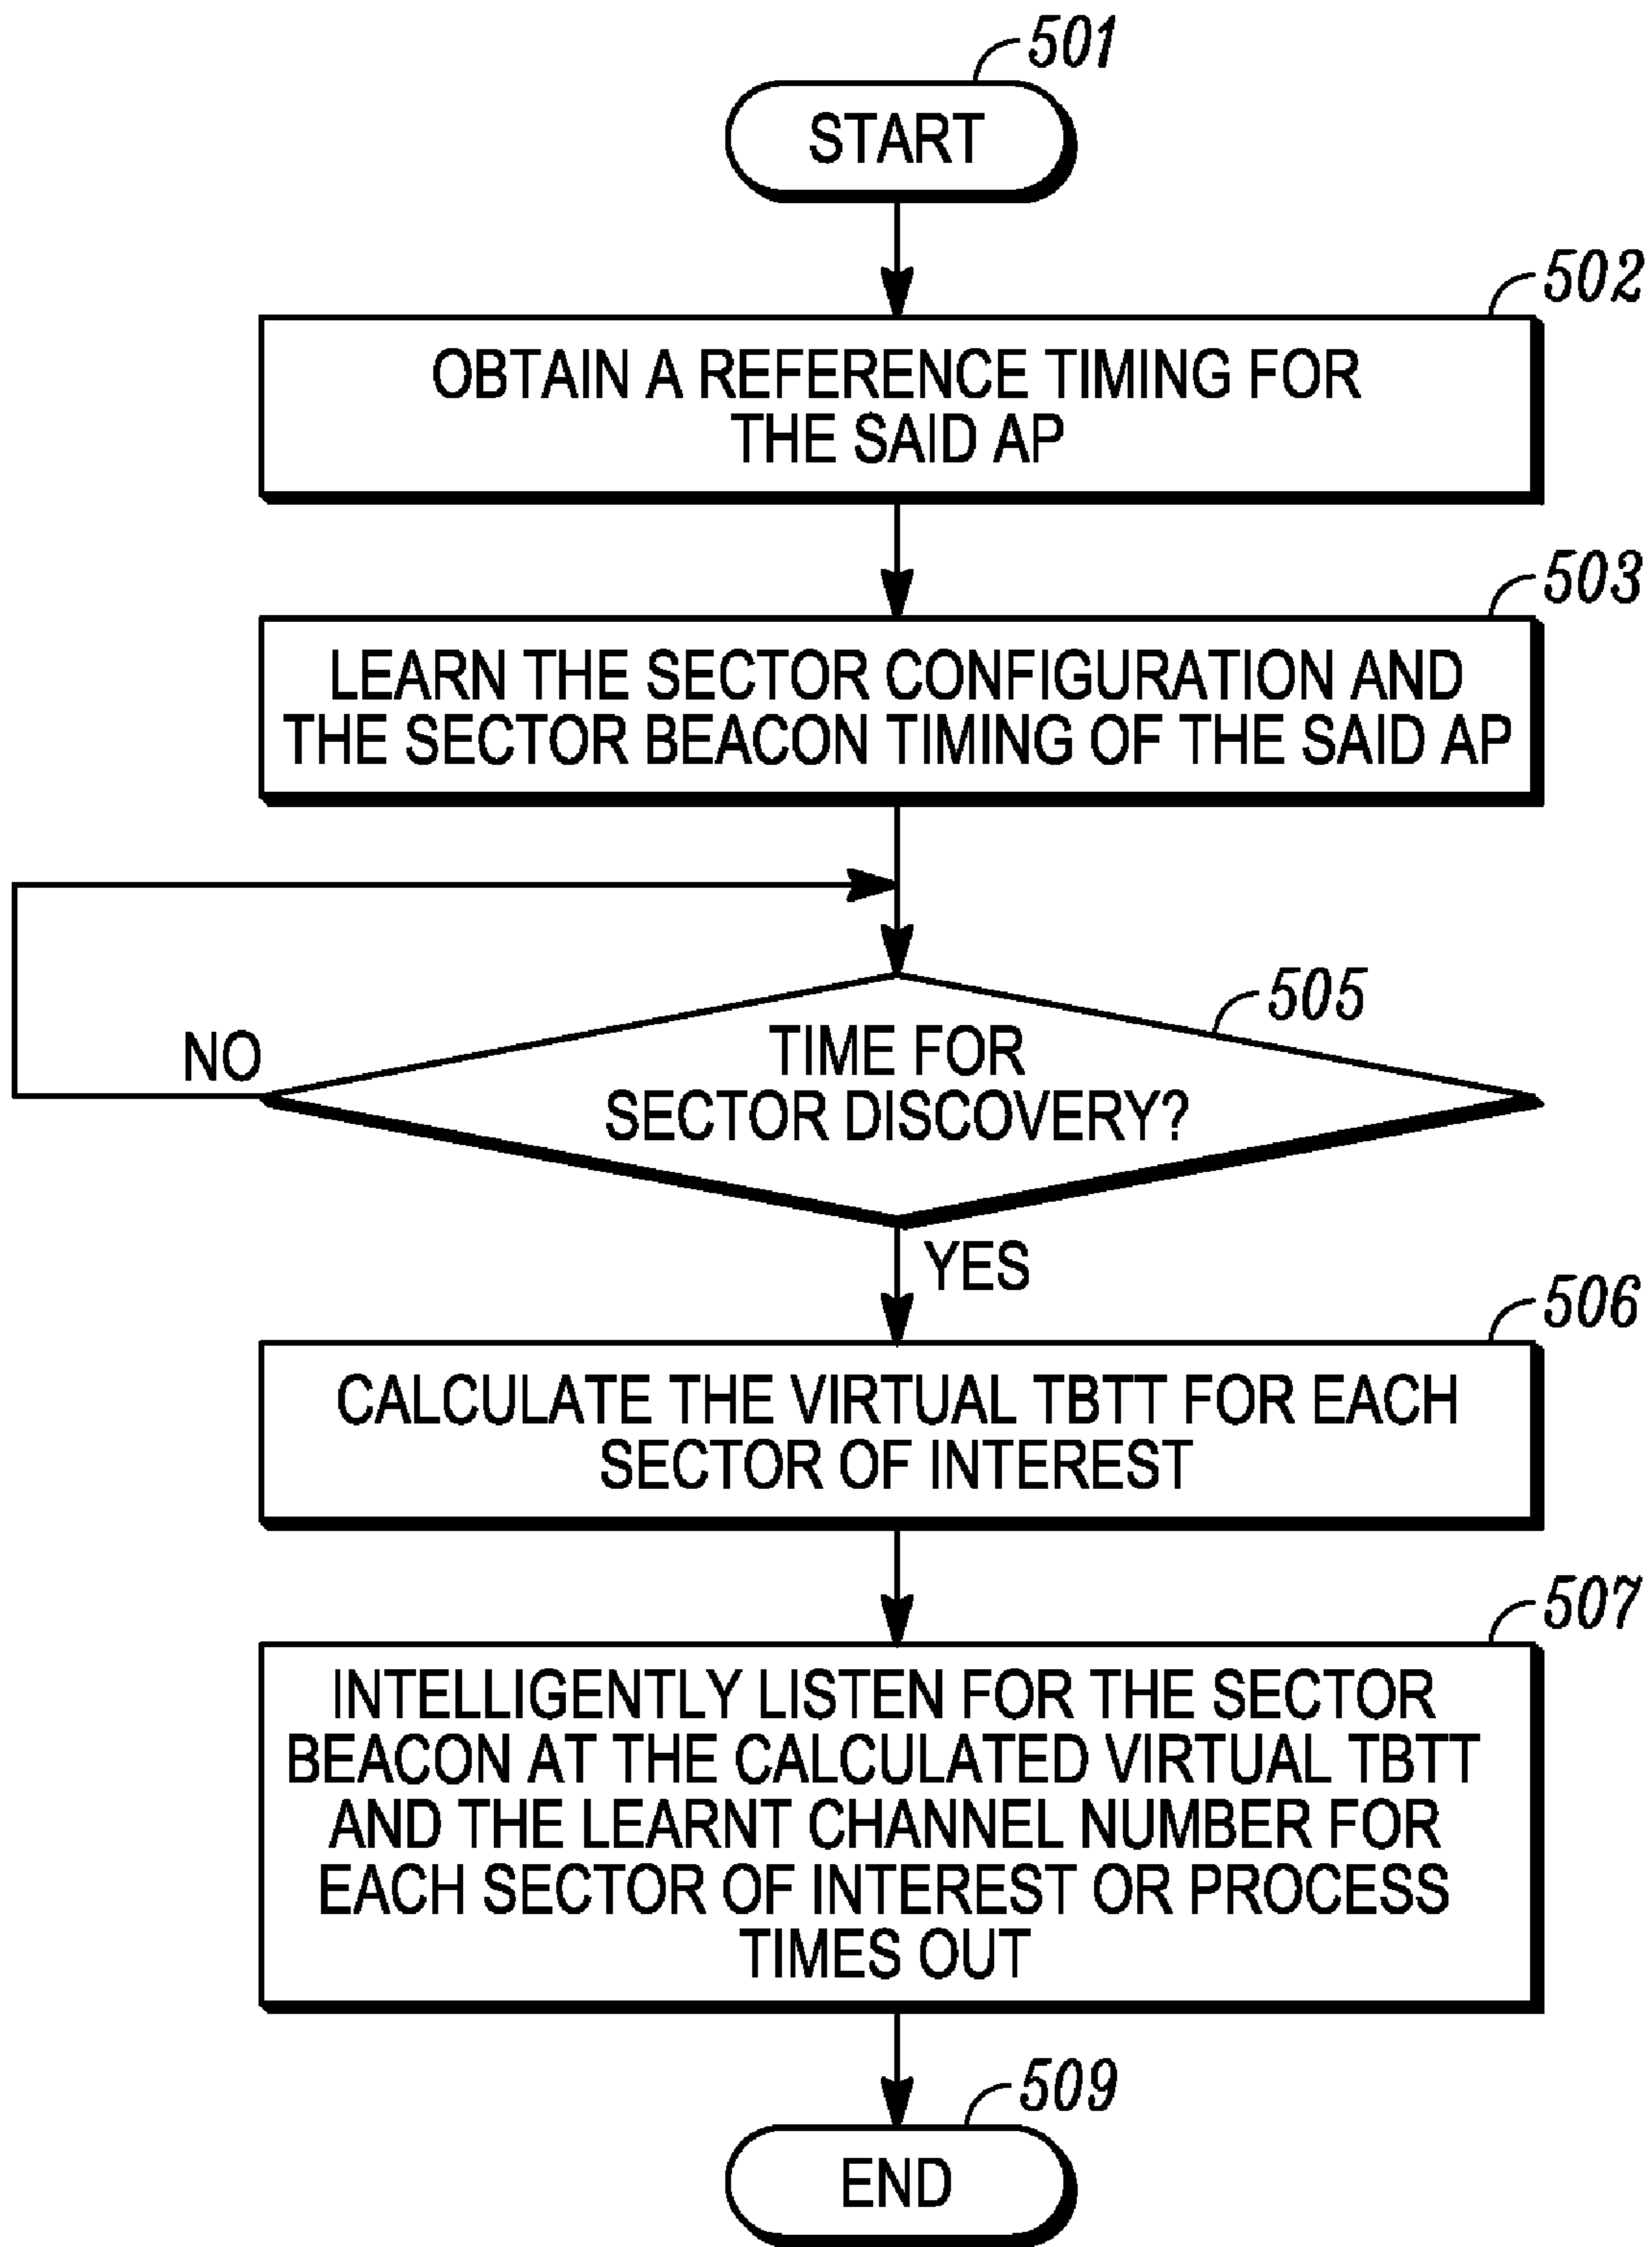 501
START
502
OBTAIN A REFERENCE TIMING FOR
THE SAID AP
503
LEARN THE SECTOR CONFIGURATION AND
THE SECTOR BEACON TIMING OF THE SAID AP
505
NO
TIME FOR
SECTOR DISCOVERY?
YES
506
CALCULATE THE VIRTUAL TBTT FOR EACH
SECTOR OF INTEREST
507
INTELLIGENTLY LISTEN FOR THE SECTOR
BEACON AT THE CALCULATED VIRTUAL TBTT
AND THE LEARNT CHANNEL NUMBER FOR
EACH SECTOR OF INTEREST OR PROCESS
TIMES OUT
509
END